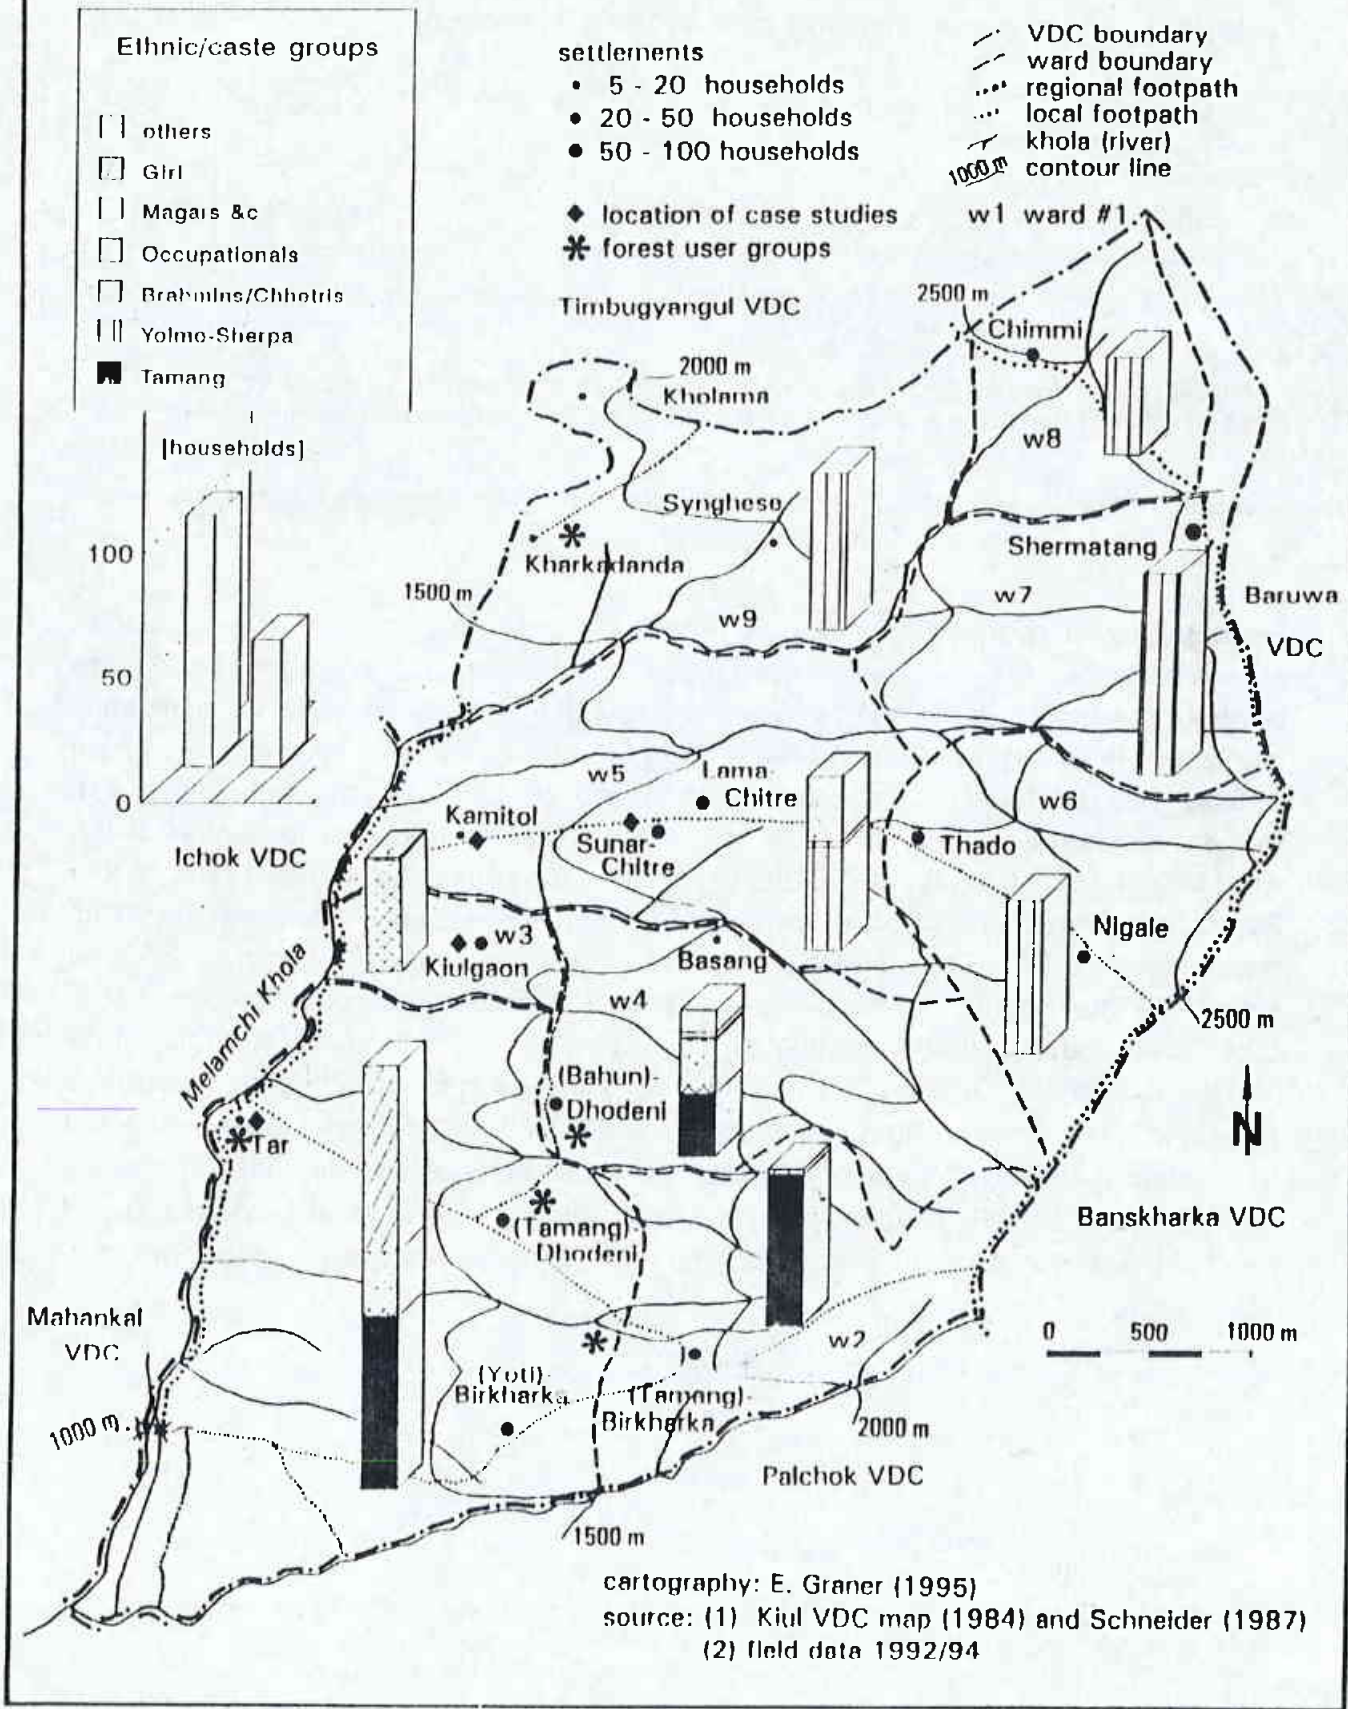 Ethnic/caste groups
others
Giri
Magars &c
Occupationals
Brahmins/Chhetris
Yolmo-Sherpa
Tamang
[households]
100
50
0
settlements
5 - 20 households
20 - 50 households
50 - 100 households
location of case studies
forest user groups
VDC boundary
ward boundary
regional footpath
local footpath
khola (river)
1000 m contour line
w1 ward #1
Timbugyangul VDC
2500 m
Chimmi
2000 m
Kholama
w8
Syngheso
Shermatang
Kharkadanda
1500 m
w7
Baruwa
VDC
w9
w5
Lama-
Chitre
w6
Kamitol
Sunar-
Chitre
Thado
Ichok VDC
w3
Kiulgaon
Basang
Nigale
Melamchi Khola
w4
2500 m
(Bahun)-
Dhodeni
N
Tar
(Tamang)-
Dhodeni
Banskharka VDC
Mahankal
VDC
w2
0 500 1000 m
(Yoti)-
Birkharka
(Tamang)-
Birkharka
1000 m
2000 m
Palchok VDC
1500 m
cartography: E. Graner (1995)
source: (1) Kiul VDC map (1984) and Schneider (1987)
(2) field data 1992/94